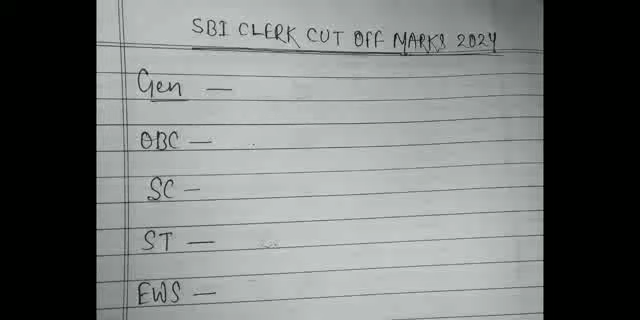 SBI CLERK CUT OFF MARKS 2024
Gen —
OBC —
SC —
ST —
EWS —